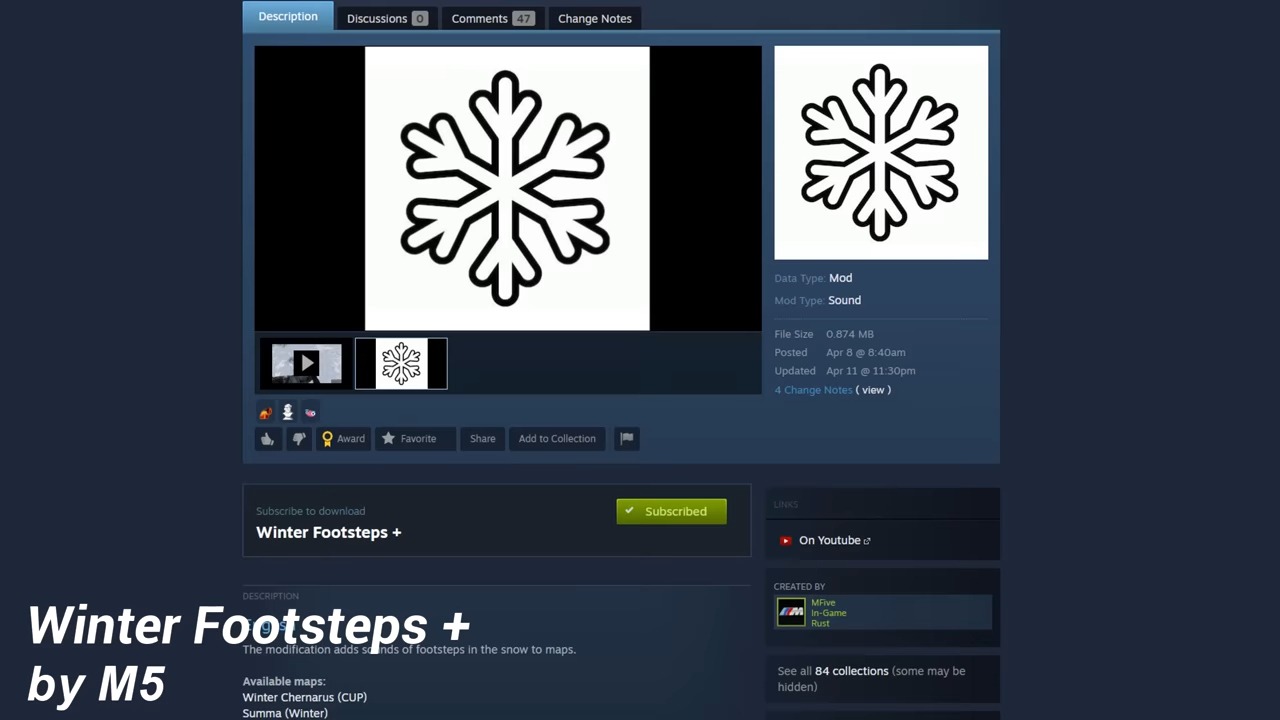 Description
Discussions 0
Comments 47
Change Notes
Data Type: Mod
Mod Type: Sound
File Size 0.874 MB
Posted Apr 8 @ 8:40am
Updated Apr 11 @ 11:30pm
4 Change Notes ( view )
Award
Favorite
Share
Add to Collection
Subscribe to download
Winter Footsteps +
Subscribed
LINKS
On Youtube
CREATED BY
MFive
In-Game
Rust
DESCRIPTION
The modification adds sounds of footsteps in the snow to maps.
Available maps:
Winter Chernarus (CUP)
Summa (Winter)
See all 84 collections (some may be
hidden)
Winter Footsteps +
by M5